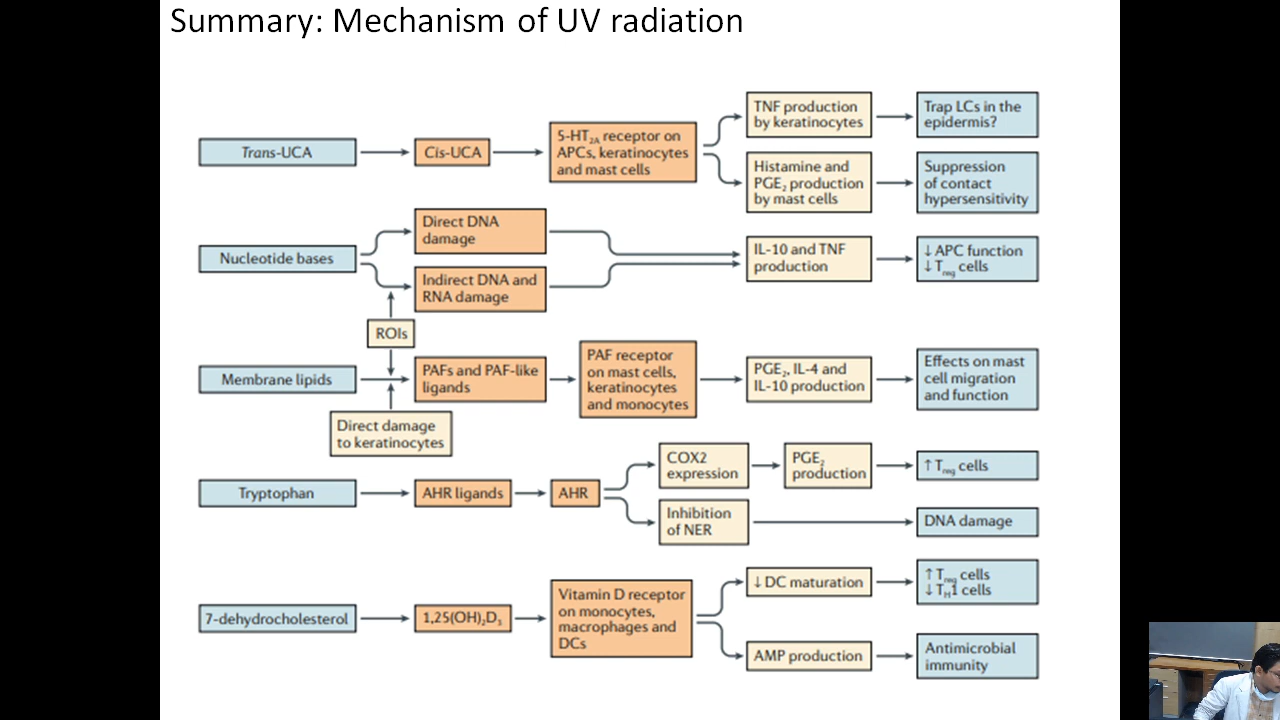 Summary: Mechanism of UV radiation
Trans-UCA
Cis-UCA
5-HT2A receptor on
APCs, keratinocytes
and mast cells
TNF production
by keratinocytes
Trap LCs in the
epidermis?
Histamine and
PGE2 production
by mast cells
Suppression
of contact
hypersensitivity
Nucleotide bases
Direct DNA
damage
Indirect DNA and
RNA damage
IL-10 and TNF
production
↓ APC function
↓ Treg cells
ROIs
Membrane lipids
PAFs and PAF-like
ligands
PAF receptor
on mast cells,
keratinocytes
and monocytes
PGE2, IL-4 and
IL-10 production
Effects on mast
cell migration
and function
Direct damage
to keratinocytes
Tryptophan
AHR ligands
AHR
COX2
expression
PGE2
production
↑ Treg cells
Inhibition
of NER
DNA damage
7-dehydrocholesterol
1,25(OH)2D3
Vitamin D receptor
on monocytes,
macrophages and
DCs
↓ DC maturation
↑ Treg cells
↓ TH1 cells
AMP production
Antimicrobial
immunity